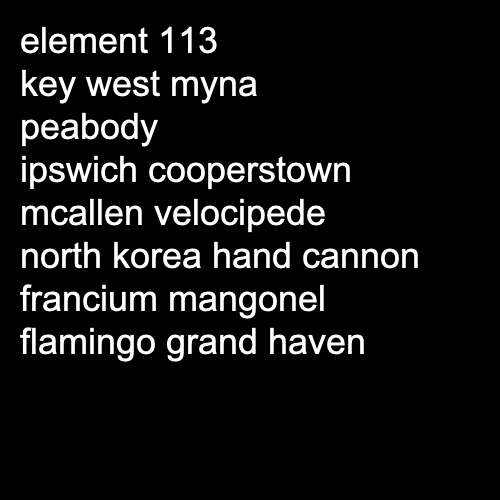 element 113
key west myna
peabody
ipswich cooperstown
mcallen velocipede
north korea hand cannon
francium mangonel
flamingo grand haven